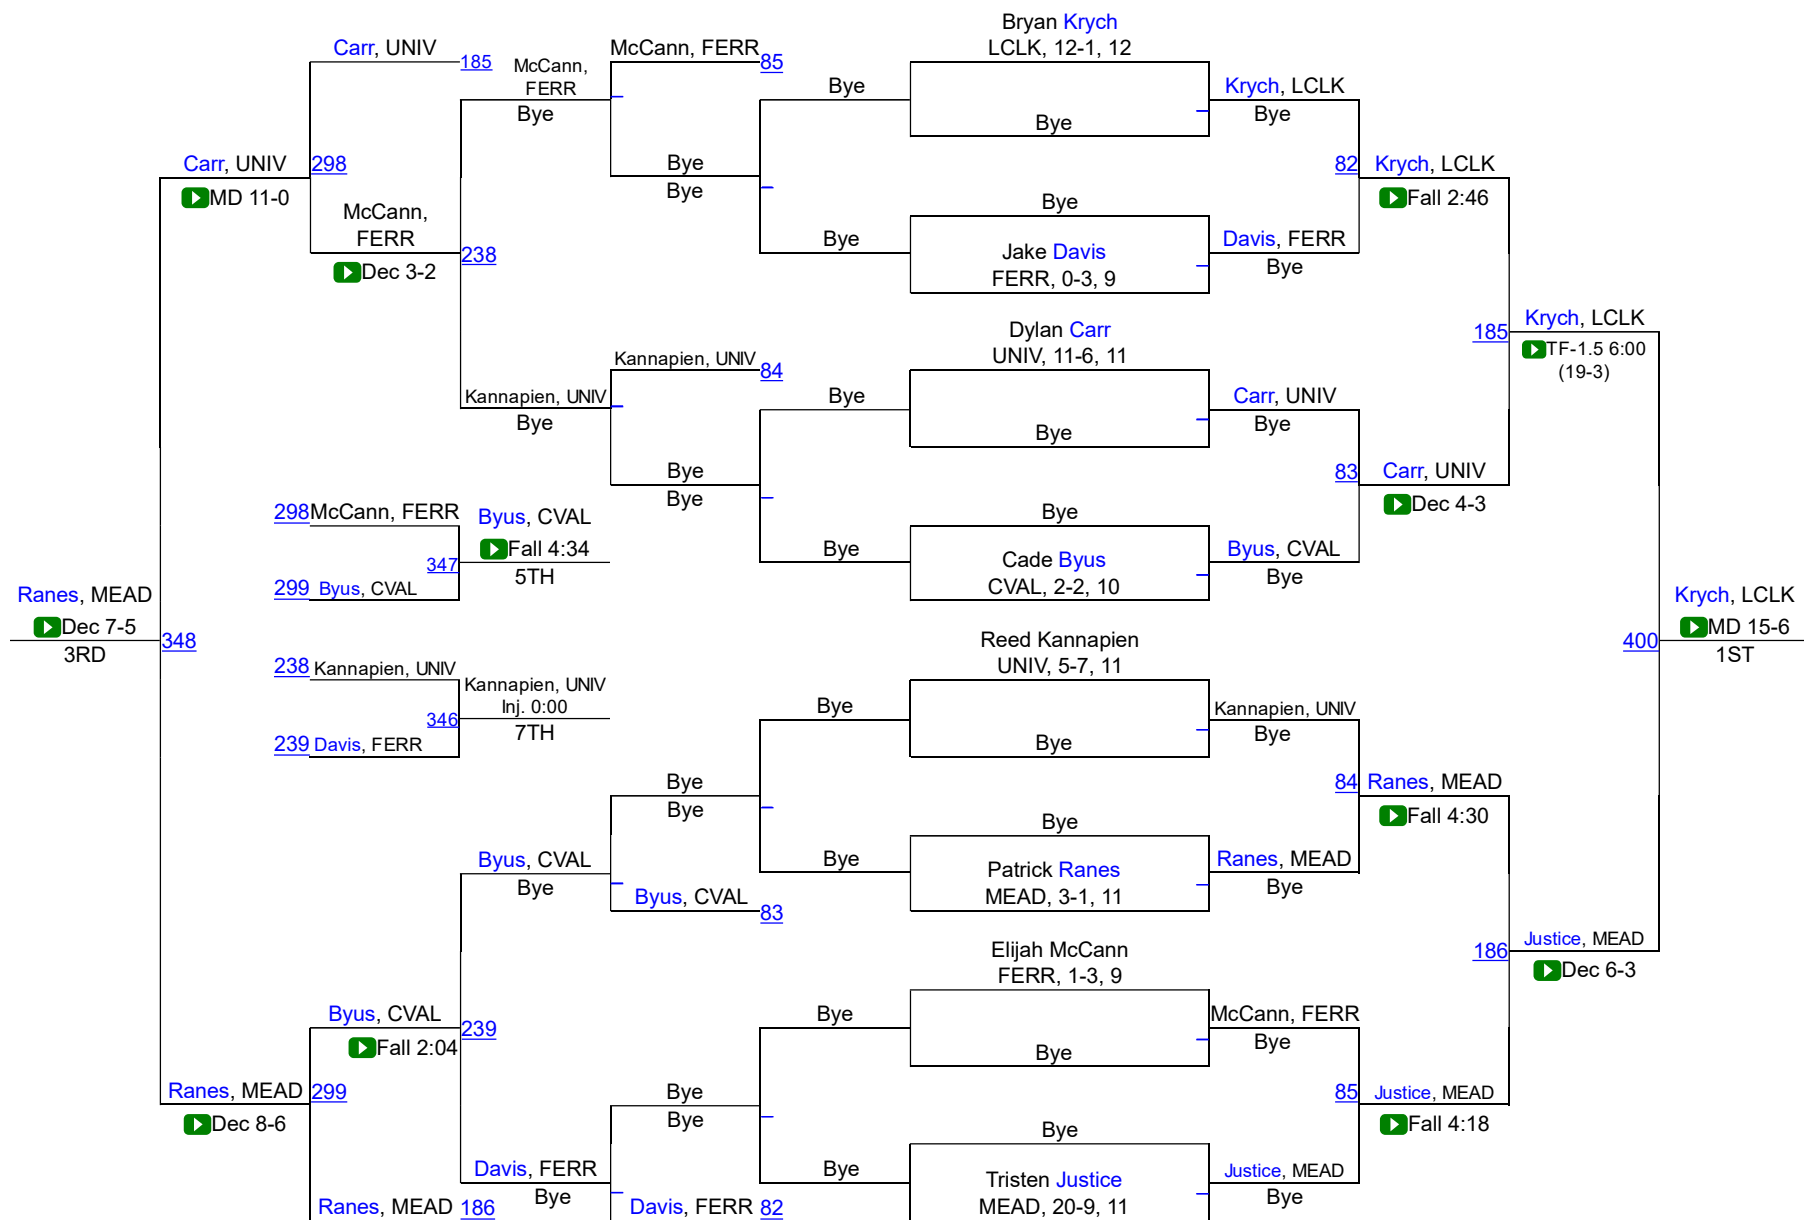 Bryan Krych
LCLK, 12-1, 12
Carr, UNIV
185
McCann,
FERR
Bye
McCann, FERR
85
Bye
Bye
Krych, LCLK
Bye
Carr, UNIV
298
MD 11-0
Bye
Bye
82
Krych, LCLK
Fall 2:46
McCann,
FERR
238
Dec 3-2
Bye
Bye
Jake Davis
FERR, 0-3, 9
Davis, FERR
Bye
Dylan Carr
UNIV, 11-6, 11
185
Krych, LCLK
TF-1.5 6:00
(19-3)
Kannapien, UNIV
84
Kannapien, UNIV
Bye
Bye
Bye
Carr, UNIV
Bye
Bye
Bye
83
Carr, UNIV
Dec 4-3
298
McCann, FERR
Byus, CVAL
Fall 4:34
5TH
347
299
Byus, CVAL
Bye
Bye
Cade Byus
CVAL, 2-2, 10
Byus, CVAL
Bye
Ranes, MEAD
Dec 7-5
3RD
348
Krych, LCLK
MD 15-6
1ST
400
Reed Kannapien
UNIV, 5-7, 11
238
Kannapien, UNIV
Kannapien, UNIV
Inj. 0:00
7TH
346
239
Davis, FERR
Bye
Bye
Kannapien, UNIV
Bye
Bye
Bye
84
Ranes, MEAD
Fall 4:30
Byus, CVAL
Bye
Byus, CVAL
83
Bye
Bye
Patrick Ranes
MEAD, 3-1, 11
Ranes, MEAD
Bye
Elijah McCann
FERR, 1-3, 9
186
Justice, MEAD
Dec 6-3
Byus, CVAL
239
Fall 2:04
Bye
Bye
McCann, FERR
Bye
Ranes, MEAD
299
Dec 8-6
Bye
Bye
85
Justice, MEAD
Fall 4:18
Davis, FERR
Bye
Bye
Bye
Tristen Justice
MEAD, 20-9, 11
Justice, MEAD
Bye
Ranes, MEAD
186
Davis, FERR
82